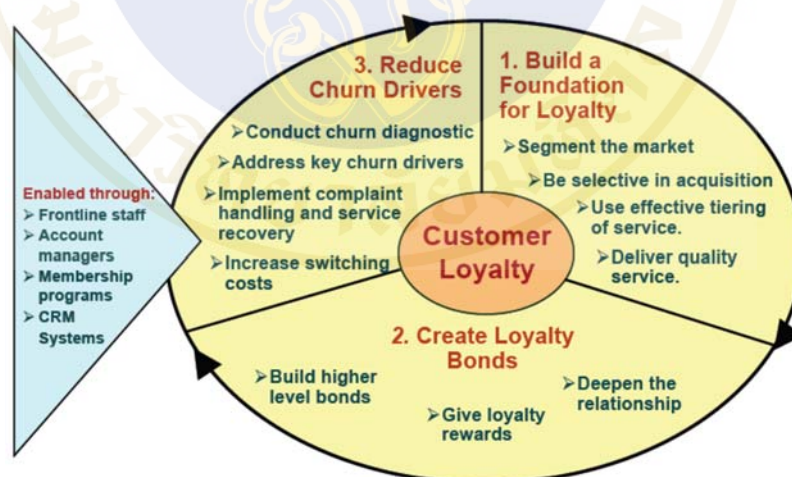 Enabled through:
➢ Frontline staff
➢ Account
managers
➢ Membership
programs
➢ CRM
Systems
3. Reduce
Churn Drivers
➢Conduct churn diagnostic
➢Address key churn drivers
➢Implement complaint
handling and service
recovery
➢Increase switching
costs
1. Build a
Foundation
for Loyalty
➢Segment the market
➢Be selective in acquisition
➢Use effective tiering
of service.
➢Deliver quality
service.
Customer
Loyalty
2. Create Loyalty
Bonds
➢Build higher
level bonds
➢Give loyalty
rewards
➢Deepen the
relationship